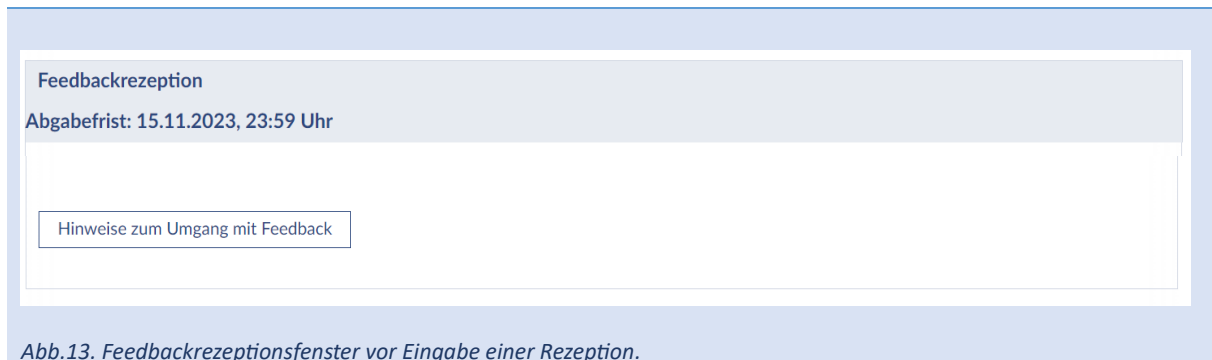 Feedbackrezeption
Abgabefrist: 15.11.2023, 23:59 Uhr
Hinweise zum Umgang mit Feedback
Abb.13. Feedbackrezeptionsfenster vor Eingabe einer Rezeption.